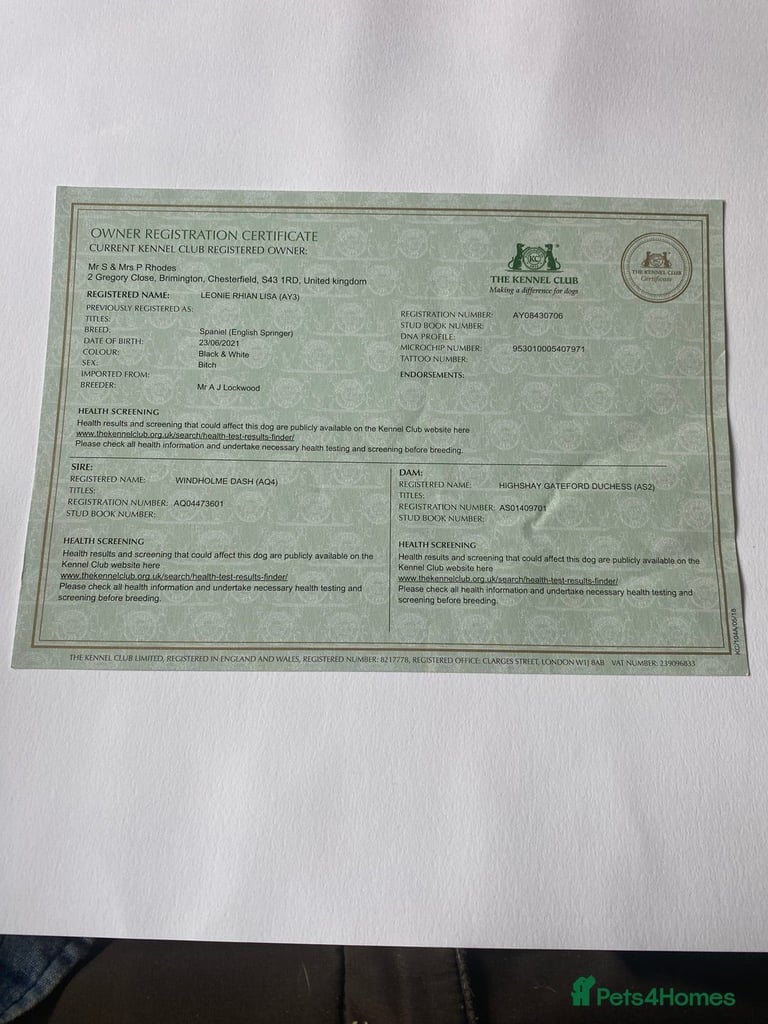 OWNER REGISTRATION CERTIFICATE
CURRENT KENNEL CLUB REGISTERED OWNER:
Mr S & Mrs P Rhodes
2 Gregory Close, Brimington, Chesterfield, S43 1RD, United kingdom
KC
THE KENNEL CLUB
Making a difference for dogs
THE KENNEL CLUB
Certificate
REGISTERED NAME: LEONIE RHIAN LISA (AY3)
PREVIOUSLY REGISTERED AS:
TITLES:
BREED: Spaniel (English Springer)
DATE OF BIRTH: 23/06/2021
COLOUR: Black & White
SEX: Bitch
IMPORTED FROM:
BREEDER: Mr A J Lockwood
REGISTRATION NUMBER: AY08430706
STUD BOOK NUMBER:
DNA PROFILE:
MICROCHIP NUMBER: 953010005407971
TATTOO NUMBER:
ENDORSEMENTS:
HEALTH SCREENING
Health results and screening that could affect this dog are publicly available on the Kennel Club website here
www.thekennelclub.org.uk/search/health-test-results-finder/
Please check all health information and undertake necessary health testing and screening before breeding.
SIRE:
REGISTERED NAME: WINDHOLME DASH (AQ4)
TITLES:
REGISTRATION NUMBER: AQ04473601
STUD BOOK NUMBER:
HEALTH SCREENING
Health results and screening that could affect this dog are publicly available on the
Kennel Club website here
www.thekennelclub.org.uk/search/health-test-results-finder/
Please check all health information and undertake necessary health testing and
screening before breeding.
DAM:
REGISTERED NAME: HIGHSHAY GATEFORD DUCHESS (AS2)
TITLES:
REGISTRATION NUMBER: AS01409701
STUD BOOK NUMBER:
HEALTH SCREENING
Health results and screening that could affect this dog are publicly available on the
Kennel Club website here
www.thekennelclub.org.uk/search/health-test-results-finder/
Please check all health information and undertake necessary health testing and
screening before breeding.
KC/104A/05/18
THE KENNEL CLUB LIMITED, REGISTERED IN ENGLAND AND WALES, REGISTERED NUMBER: 8217778, REGISTERED OFFICE: CLARGES STREET, LONDON W1J 8AB VAT NUMBER: 239096833
Pets4Homes